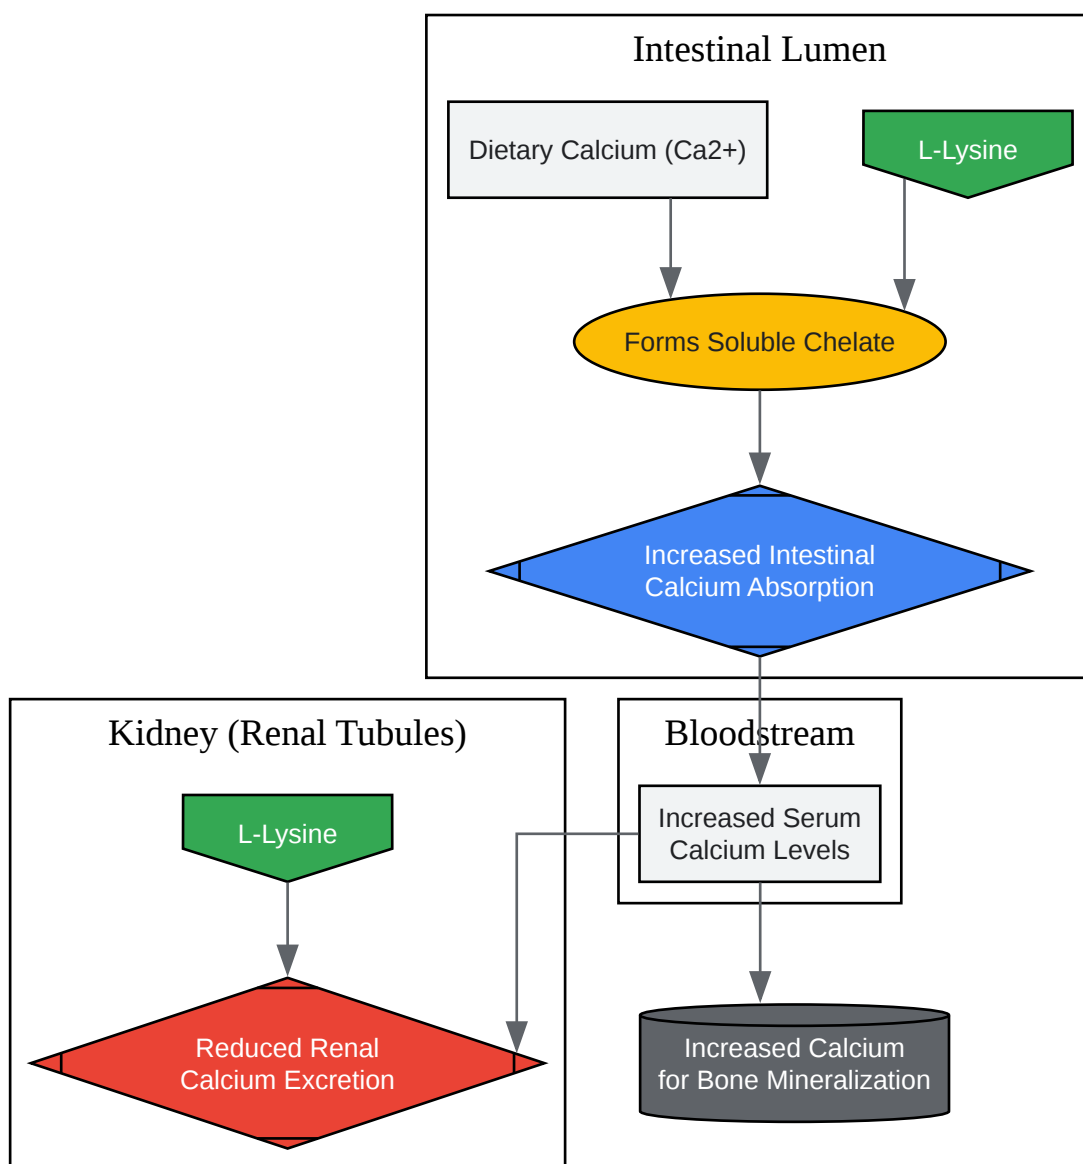 Intestinal Lumen
Dietary Calcium (Ca2+)
L-Lysine
Forms Soluble Chelate
Increased Intestinal
Calcium Absorption
Kidney (Renal Tubules)
Bloodstream
L-Lysine
Increased Serum
Calcium Levels
Reduced Renal
Calcium Excretion
Increased Calcium
for Bone Mineralization